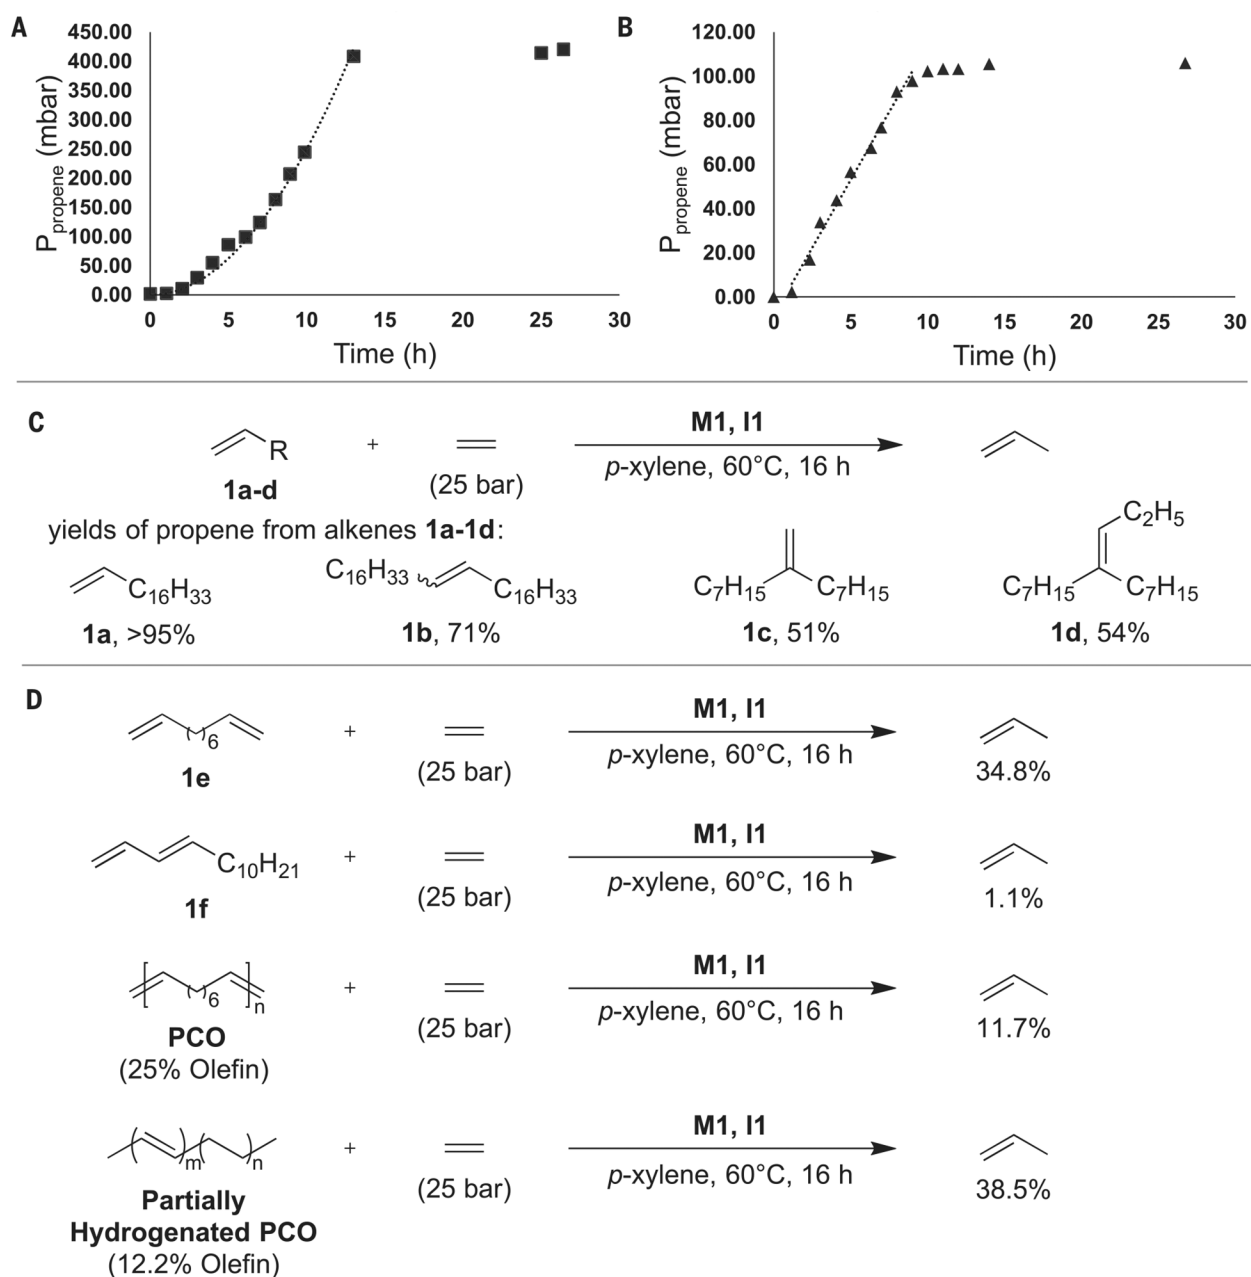 A
450.00
400.00
350.00
300.00
250.00
200.00
150.00
100.00
50.00
0.00
P propene (mbar)
0 5 10 15 20 25 30
Time (h)
B
120.00
100.00
80.00
60.00
40.00
20.00
0.00
P propene (mbar)
0 5 10 15 20 25 30
Time (h)
C
R
1a-d
+
(25 bar)
M1, I1
p-xylene, 60°C, 16 h
yields of propene from alkenes 1a-1d:
C16H33
1a, >95%
C16H33
C16H33
1b, 71%
C7H15 C7H15
1c, 51%
C2H5
C7H15 C7H15
1d, 54%
D
6
1e
+
(25 bar)
M1, I1
p-xylene, 60°C, 16 h
34.8%
C10H21
1f
+
(25 bar)
M1, I1
p-xylene, 60°C, 16 h
1.1%
6
n
PCO
(25% Olefin)
+
(25 bar)
M1, I1
p-xylene, 60°C, 16 h
11.7%
m n
Partially
Hydrogenated PCO
(12.2% Olefin)
+
(25 bar)
M1, I1
p-xylene, 60°C, 16 h
38.5%